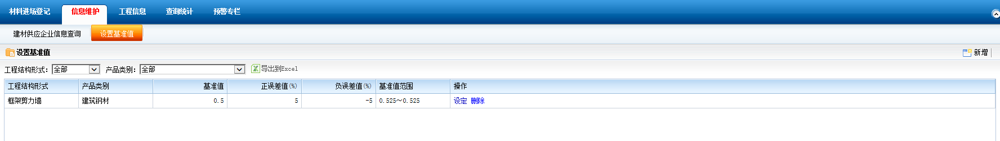 材料进场登记 信息维护 工程信息 查询统计 预警专栏
建材供应企业信息查询 设置基准值
设置基准值 新增
工程结构形式： 全部 产品类别： 全部 导出到Excel
工程结构形式 产品类别 基准值 正误差值(%) 负误差值(%) 基准值范围 操作
框架剪力墙 建筑钢材 0.5 5 -5 0.525～0.525 设定 删除